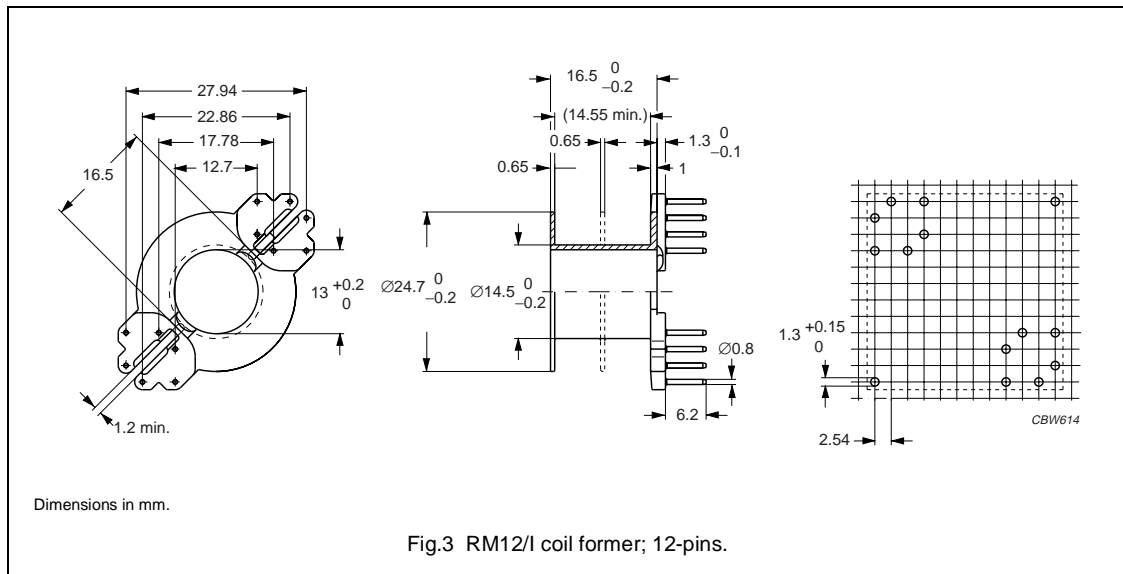 27.94
22.86
17.78
12.7
16.5
13 +0.2 0
1.2 min.
16.5 0 −0.2
(14.55 min.)
0.65
1.3 0 −0.1
0.65
1
∅24.7 0 −0.2
∅14.5 0 −0.2
∅0.8
6.2
1.3 +0.15 0
2.54
CBW614
Dimensions in mm.
Fig.3 RM12/I coil former; 12-pins.